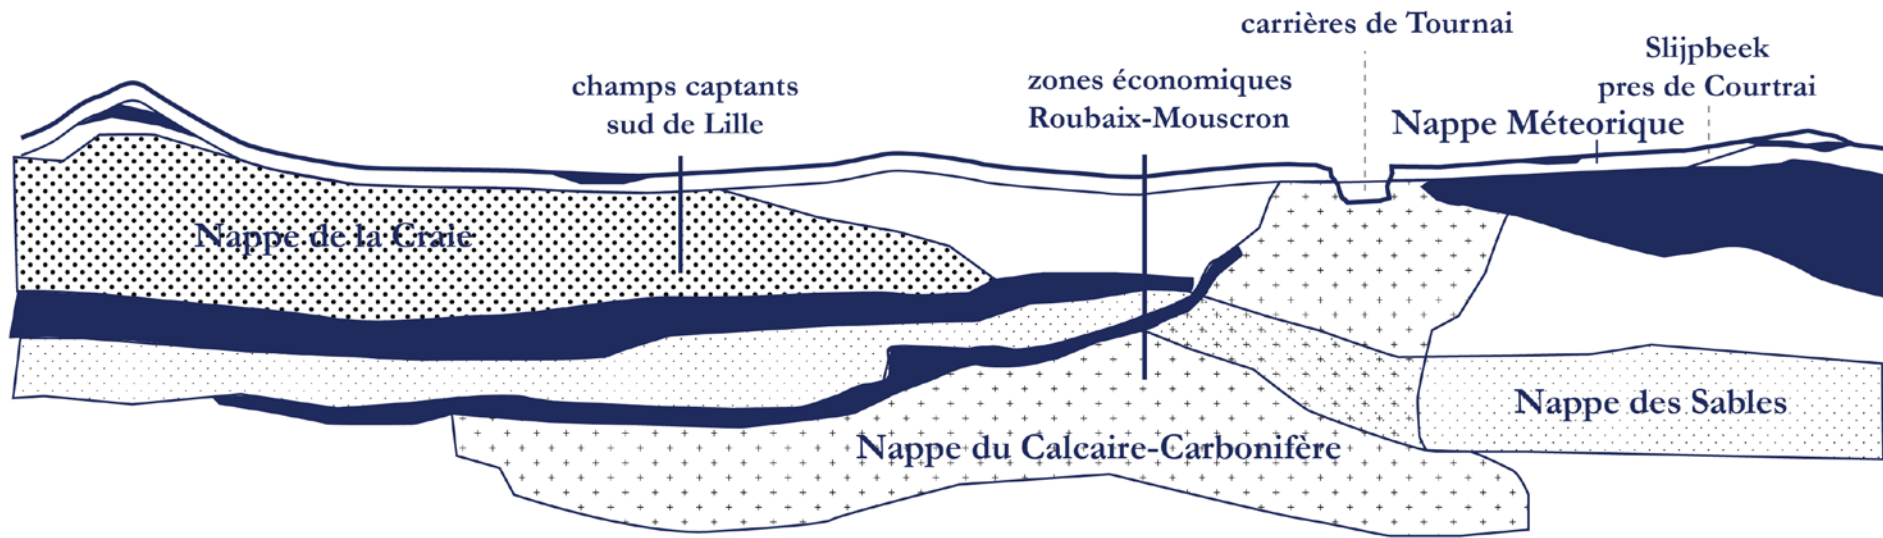 carrières de Tournai
Slijpbeek
pres de Courtrai
champs captants
sud de Lille
zones économiques
Roubaix-Mouscron
Nappe Méteorique
Nappe de la Craie
Nappe des Sables
Nappe du Calcaire-Carbonifère